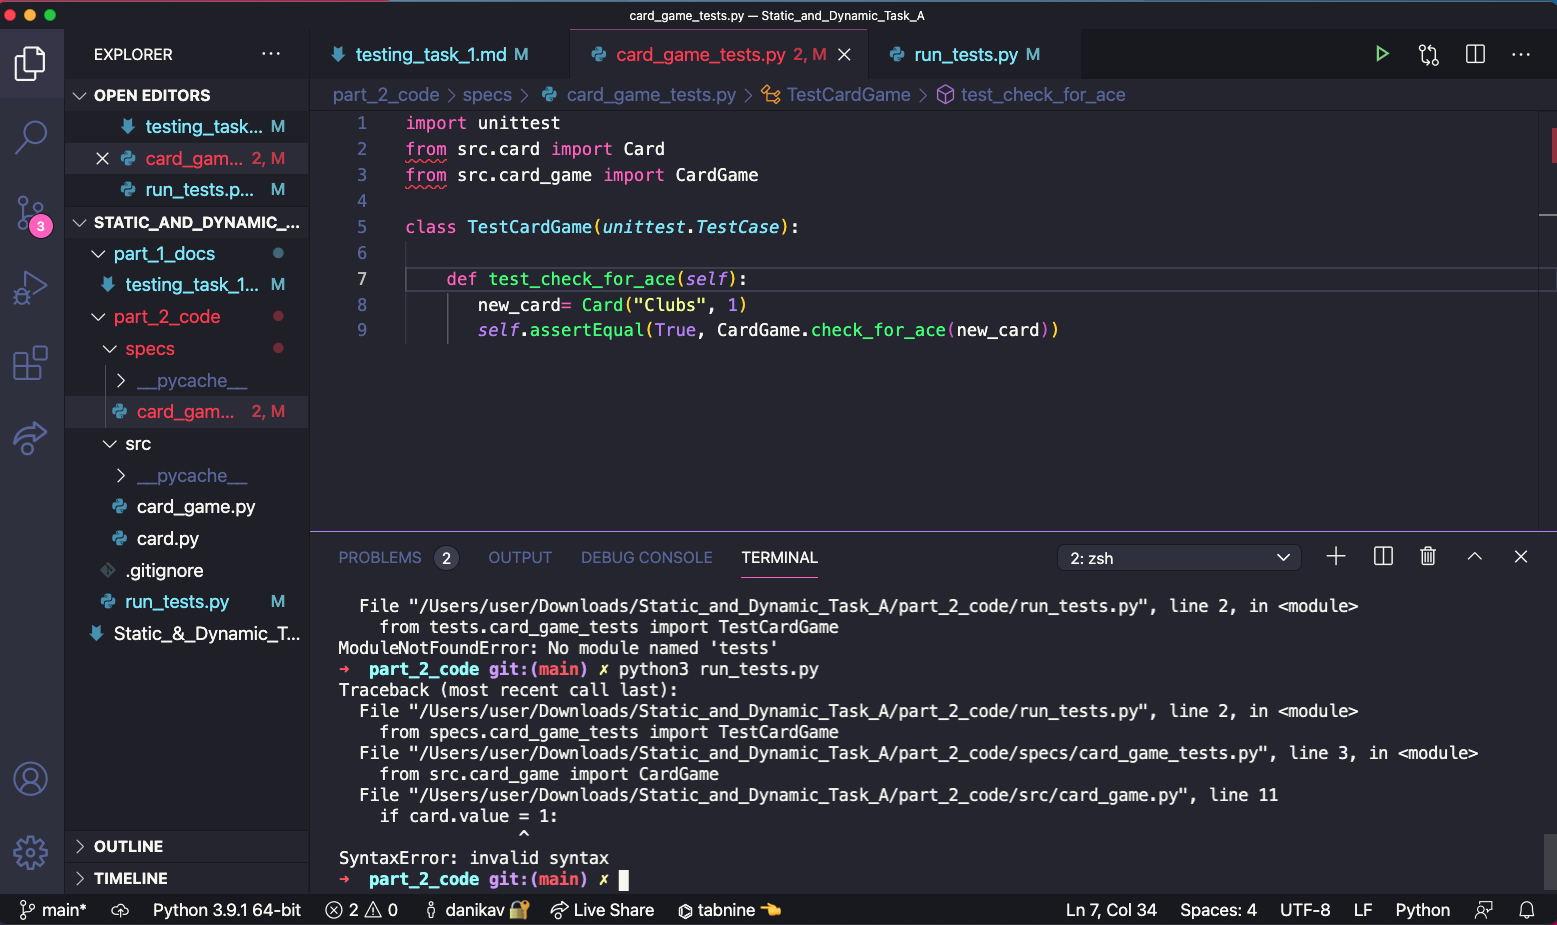 card_game_tests.py — Static_and_Dynamic_Task_A
EXPLORER
testing_task_1.md M
card_game_tests.py 2, M
run_tests.py M
OPEN EDITORS
testing_task... M
card_gam... 2, M
run_tests.p... M
STATIC_AND_DYNAMIC_...
part_1_docs
testing_task_1... M
part_2_code
specs
__pycache__
card_gam... 2, M
src
__pycache__
card_game.py
card.py
.gitignore
run_tests.py M
Static_&_Dynamic_T...
OUTLINE
TIMELINE
3
part_2_code > specs > card_game_tests.py > TestCardGame > test_check_for_ace
1 import unittest
2 from src.card import Card
3 from src.card_game import CardGame
4
5 class TestCardGame(unittest.TestCase):
6
7 def test_check_for_ace(self):
8 new_card= Card("Clubs", 1)
9 self.assertEqual(True, CardGame.check_for_ace(new_card))
PROBLEMS 2 OUTPUT DEBUG CONSOLE TERMINAL 2: zsh
File "/Users/user/Downloads/Static_and_Dynamic_Task_A/part_2_code/run_tests.py", line 2, in <module>
from tests.card_game_tests import TestCardGame
ModuleNotFoundError: No module named 'tests'
➜ part_2_code git:(main) ✗ python3 run_tests.py
Traceback (most recent call last):
File "/Users/user/Downloads/Static_and_Dynamic_Task_A/part_2_code/run_tests.py", line 2, in <module>
from specs.card_game_tests import TestCardGame
File "/Users/user/Downloads/Static_and_Dynamic_Task_A/part_2_code/specs/card_game_tests.py", line 3, in <module>
from src.card_game import CardGame
File "/Users/user/Downloads/Static_and_Dynamic_Task_A/part_2_code/src/card_game.py", line 11
if card.value = 1:
^
SyntaxError: invalid syntax
➜ part_2_code git:(main) ✗
main* Python 3.9.1 64-bit 2 0 danikav🔐 Live Share tabnine 👈 Ln 7, Col 34 Spaces: 4 UTF-8 LF Python